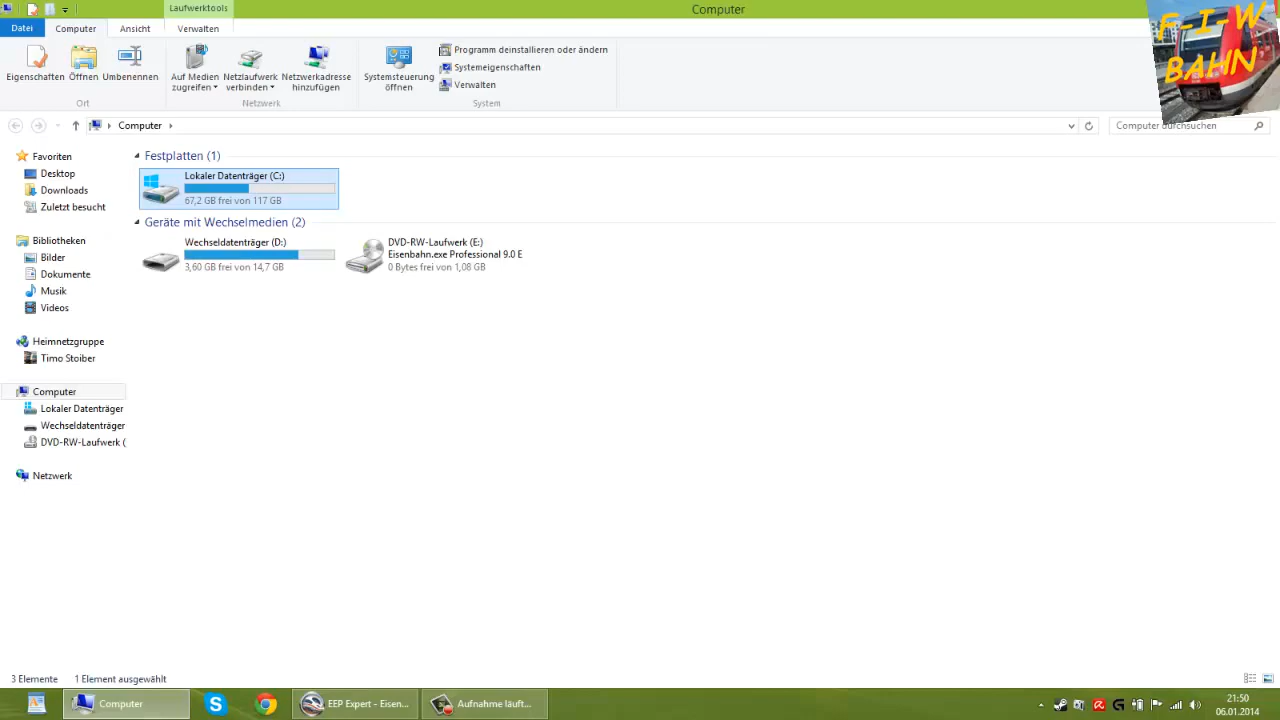 Laufwerktools
Computer
Datei
Computer
Ansicht
Verwalten
F-I-W
BAHN
Eigenschaften
Öffnen
Umbenennen
Auf Medien
zugreifen
Netzlaufwerk
verbinden
Netzwerkadresse
hinzufügen
Systemsteuerung
öffnen
Programm deinstallieren oder ändern
Systemeigenschaften
Verwalten
Ort
Netzwerk
System
Computer
Computer durchsuchen
Favoriten
Desktop
Downloads
Zuletzt besucht
Bibliotheken
Bilder
Dokumente
Musik
Videos
Heimnetzgruppe
Timo Stoiber
Computer
Lokaler Datenträger
Wechseldatenträger
DVD-RW-Laufwerk (
Netzwerk
Festplatten (1)
Lokaler Datenträger (C:)
67,2 GB frei von 117 GB
Geräte mit Wechselmedien (2)
Wechseldatenträger (D:)
3,60 GB frei von 14,7 GB
DVD-RW-Laufwerk (E:)
Eisenbahn.exe Professional 9.0 E
0 Bytes frei von 1,08 GB
3 Elemente
1 Element ausgewählt
Computer
EEP Expert - Eisen...
Aufnahme läuft...
21:50
06.01.2014